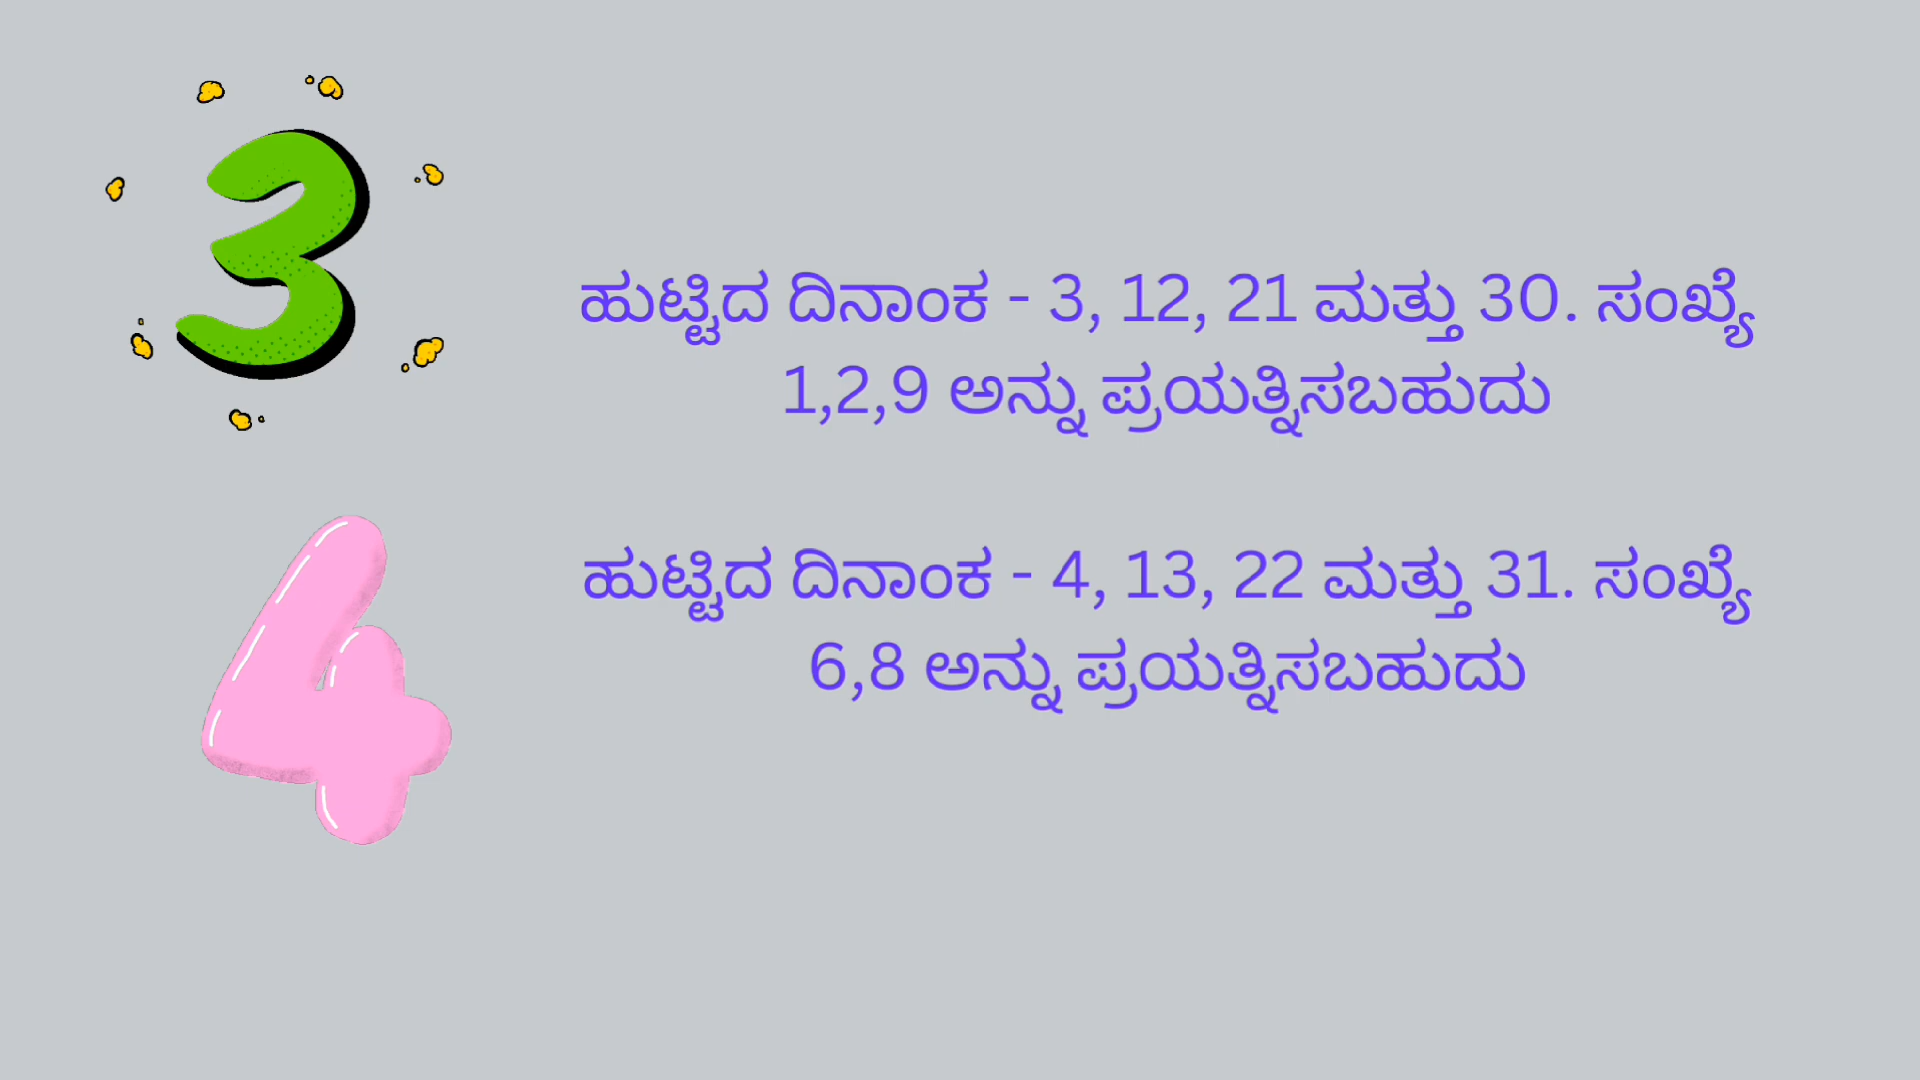 3
ಹುಟ್ಟಿದ ದಿನಾಂಕ - 3, 12, 21 ಮತ್ತು 30. ಸಂಖ್ಯೆ
1,2,9 ಅನ್ನು ಪ್ರಯತ್ನಿಸಬಹುದು
4
ಹುಟ್ಟಿದ ದಿನಾಂಕ - 4, 13, 22 ಮತ್ತು 31. ಸಂಖ್ಯೆ
6,8 ಅನ್ನು ಪ್ರಯತ್ನಿಸಬಹುದು